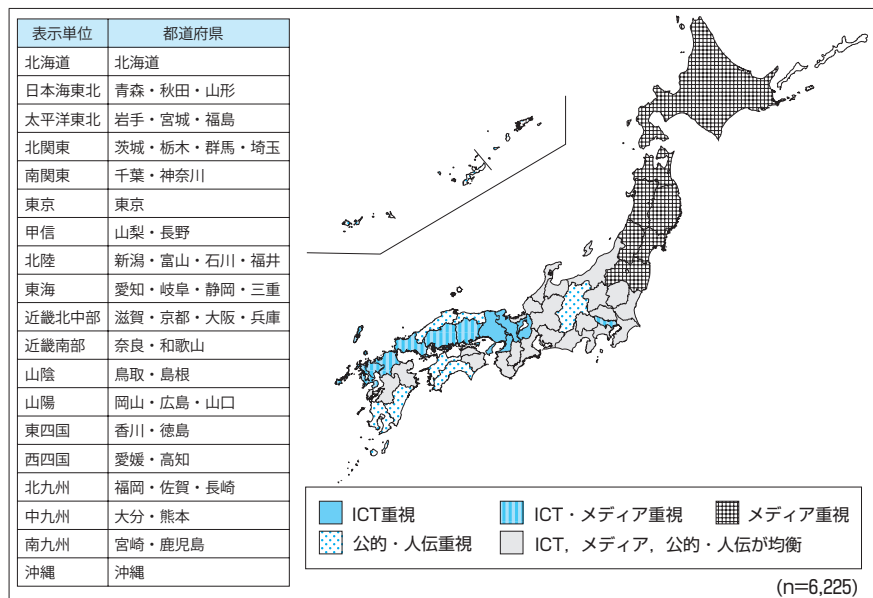 表示単位 都道府県
北海道 北海道
日本海東北 青森・秋田・山形
太平洋東北 岩手・宮城・福島
北関東 茨城・栃木・群馬・埼玉
南関東 千葉・神奈川
東京 東京
甲信 山梨・長野
北陸 新潟・富山・石川・福井
東海 愛知・岐阜・静岡・三重
近畿北中部 滋賀・京都・大阪・兵庫
近畿南部 奈良・和歌山
山陰 鳥取・島根
山陽 岡山・広島・山口
東四国 香川・徳島
西四国 愛媛・高知
北九州 福岡・佐賀・長崎
中九州 大分・熊本
南九州 宮崎・鹿児島
沖縄 沖縄
ICT重視 ICT・メディア重視 メディア重視
公的・人伝重視 ICT，メディア，公的・人伝が均衡
(n=6,225)